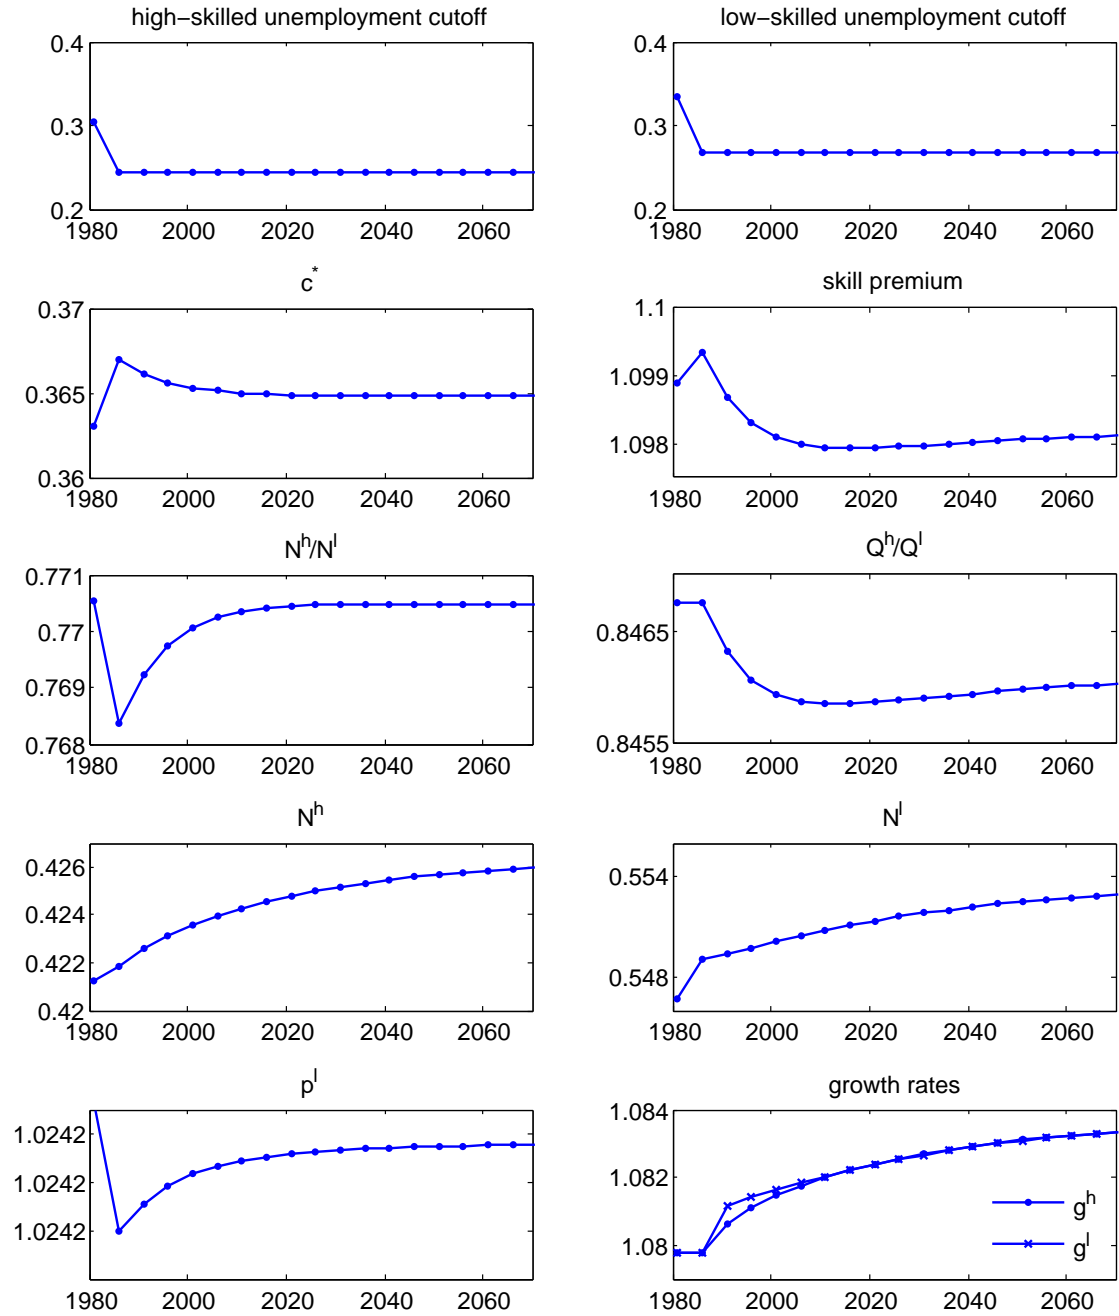 high−skilled unemployment cutoff
0.4
0.3
0.2
1980 2000 2020 2040 2060
low−skilled unemployment cutoff
0.4
0.3
0.2
1980 2000 2020 2040 2060
c*
0.37
0.365
0.36
1980 2000 2020 2040 2060
skill premium
1.1
1.099
1.098
1980 2000 2020 2040 2060
N^h/N^l
0.771
0.77
0.769
0.768
1980 2000 2020 2040 2060
Q^h/Q^l
0.8465
0.8455
1980 2000 2020 2040 2060
N^h
0.426
0.424
0.422
0.42
1980 2000 2020 2040 2060
N^l
0.554
0.548
1980 2000 2020 2040 2060
p^l
1.0242
1.0242
1.0242
1980 2000 2020 2040 2060
growth rates
1.084
1.082
1.08
g^h
g^l
1980 2000 2020 2040 2060